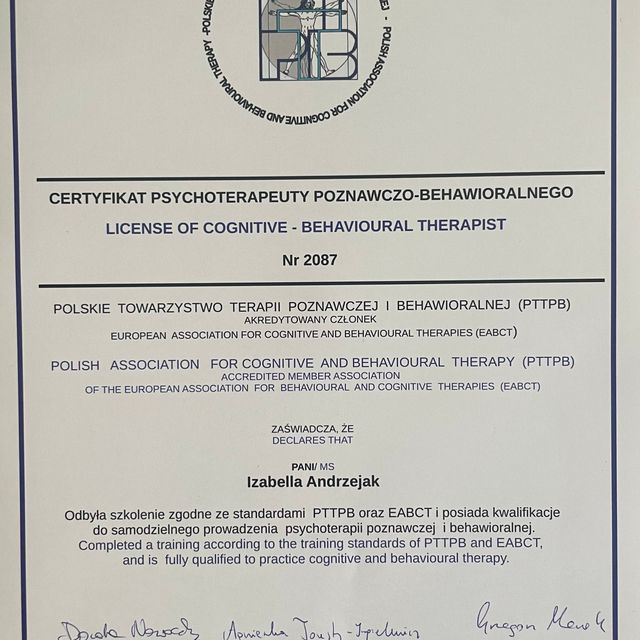 -POLSKIE
EJ - POLISH ASSOCIATION FOR COGNITIVE AND BEHAVIOURAL THERAPY
PTTB
CERTYFIKAT PSYCHOTERAPEUTY POZNAWCZO-BEHAWIORALNEGO
LICENSE OF COGNITIVE - BEHAVIOURAL THERAPIST
Nr 2087
POLSKIE TOWARZYSTWO TERAPII POZNAWCZEJ I BEHAWIORALNEJ (PTTPB)
AKREDYTOWANY CZŁONEK
EUROPEAN ASSOCIATION FOR COGNITIVE AND BEHAVIOURAL THERAPIES (EABCT)
POLISH ASSOCIATION FOR COGNITIVE AND BEHAVIOURAL THERAPY (PTTPB)
ACCREDITED MEMBER ASSOCIATION
OF THE EUROPEAN ASSOCIATION FOR BEHAVIOURAL AND COGNITIVE THERAPIES (EABCT)
ZAŚWIADCZA, ŻE
DECLARES THAT
PANI/ MS
Izabella Andrzejak
Odbyła szkolenie zgodne ze standardami PTTPB oraz EABCT i posiada kwalifikacje
do samodzielnego prowadzenia psychoterapii poznawczej i behawioralnej.
Completed a training according to the training standards of PTTPB and EABCT,
and is fully qualified to practice cognitive and behavioural therapy.